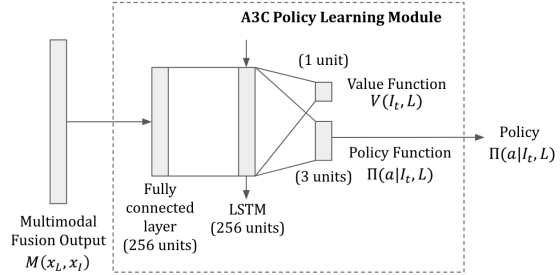 A3C Policy Learning Module
(1 unit)
Value Function
V(I_t, L)
Policy
Π(a|I_t, L)
Policy Function
Π(a|I_t, L)
(3 units)
Fully
connected
layer
(256 units)
LSTM
(256 units)
Multimodal
Fusion Output
M(x_L, x_I)